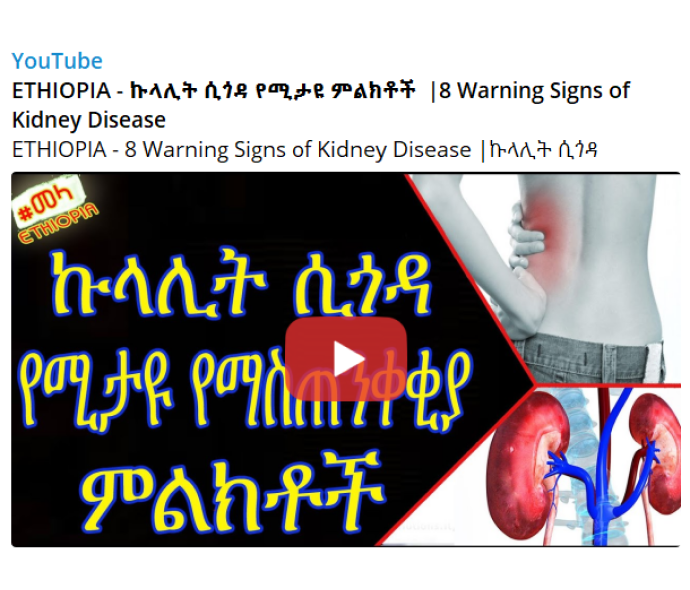 YouTube
ETHIOPIA - ኩላሊት ሲጎዳ የሚታዩ ምልክቶች |8 Warning Signs of
Kidney Disease
ETHIOPIA - 8 Warning Signs of Kidney Disease |ኩላሊት ሲጎዳ
#መላ
ETHIOPIA
ኩላሊት ሲጎዳ
የሚታዩ የማስጠንቀቂያ
ምልክቶች